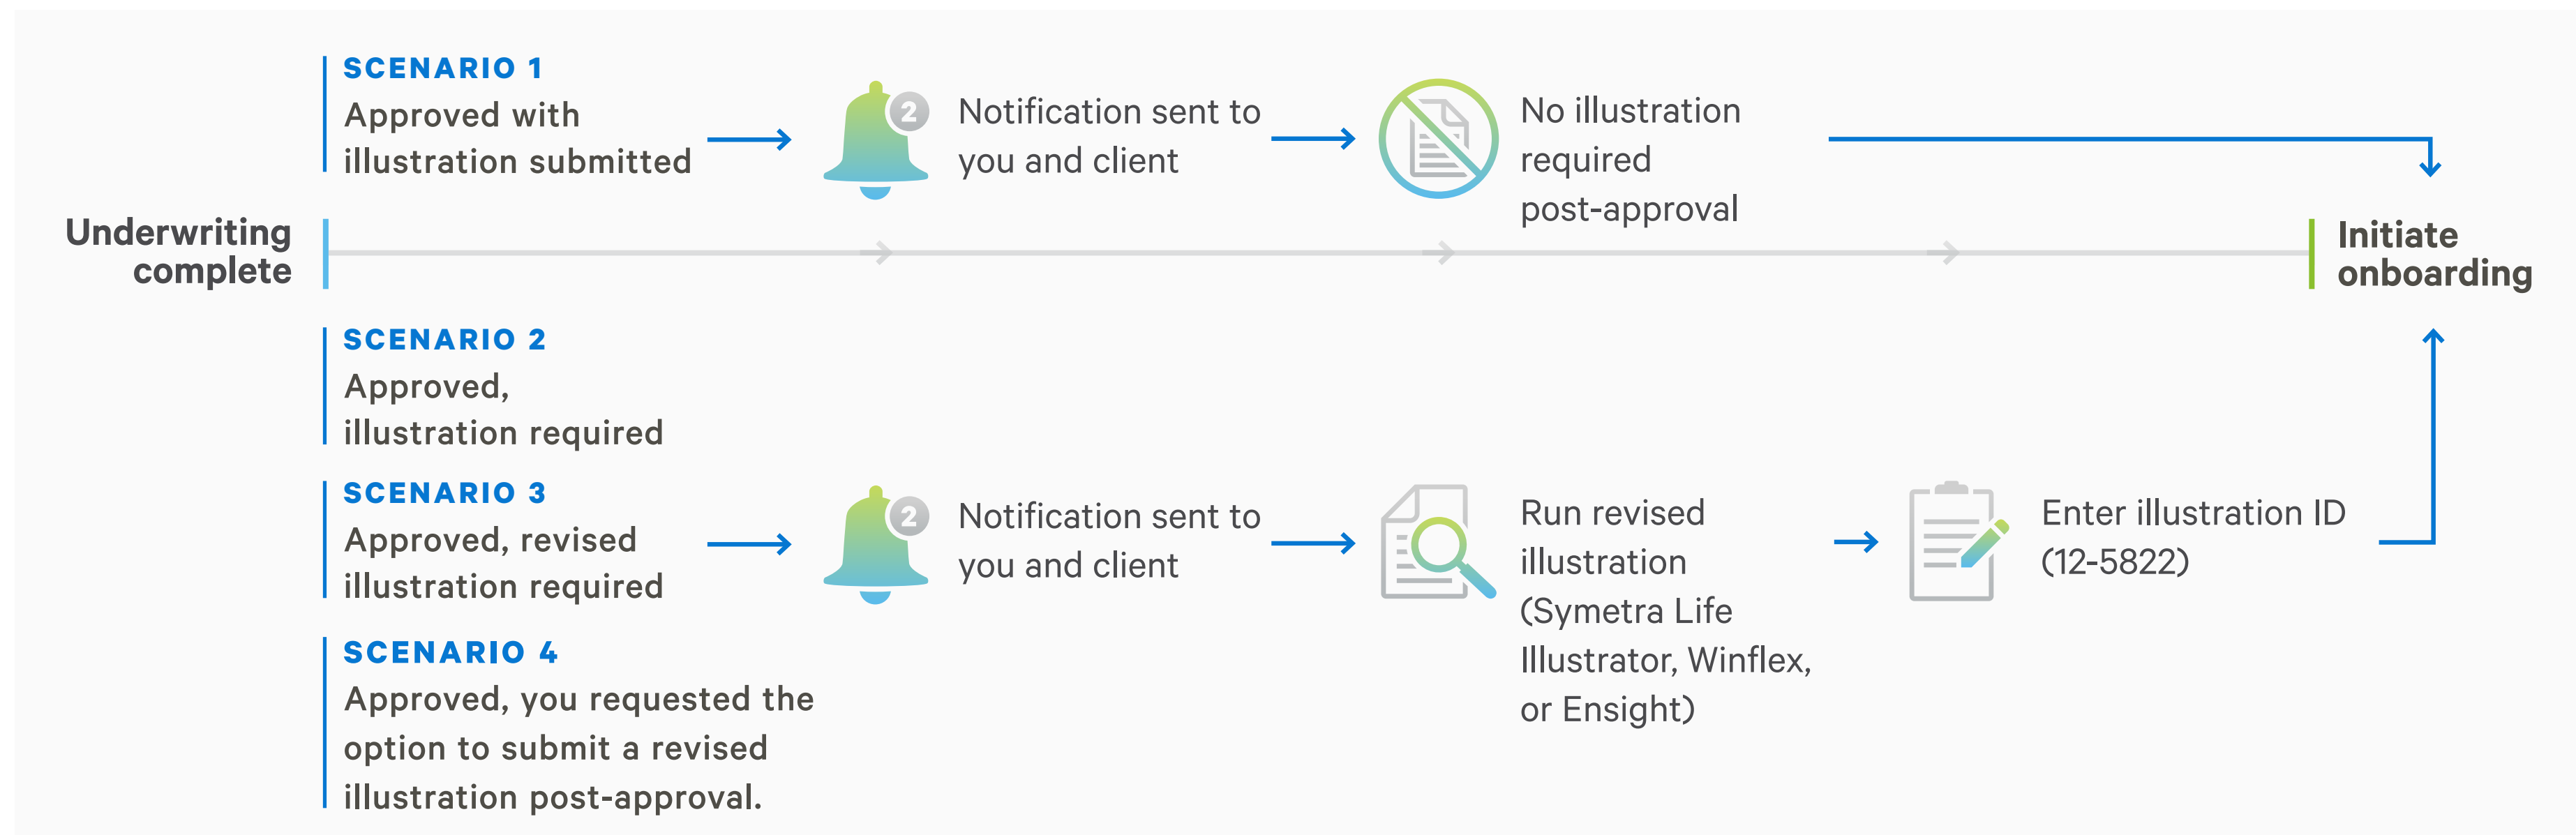 SCENARIO 1
Approved with
illustration submitted
2
Notification sent to
you and client
No illustration
required
post-approval
Underwriting
complete
Initiate
onboarding
SCENARIO 2
Approved,
illustration required
SCENARIO 3
Approved, revised
illustration required
SCENARIO 4
Approved, you requested the
option to submit a revised
illustration post-approval.
2
Notification sent to
you and client
Run revised
illustration
(Symetra Life
Illustrator, Winflex,
or Ensight)
Enter illustration ID
(12-5822)